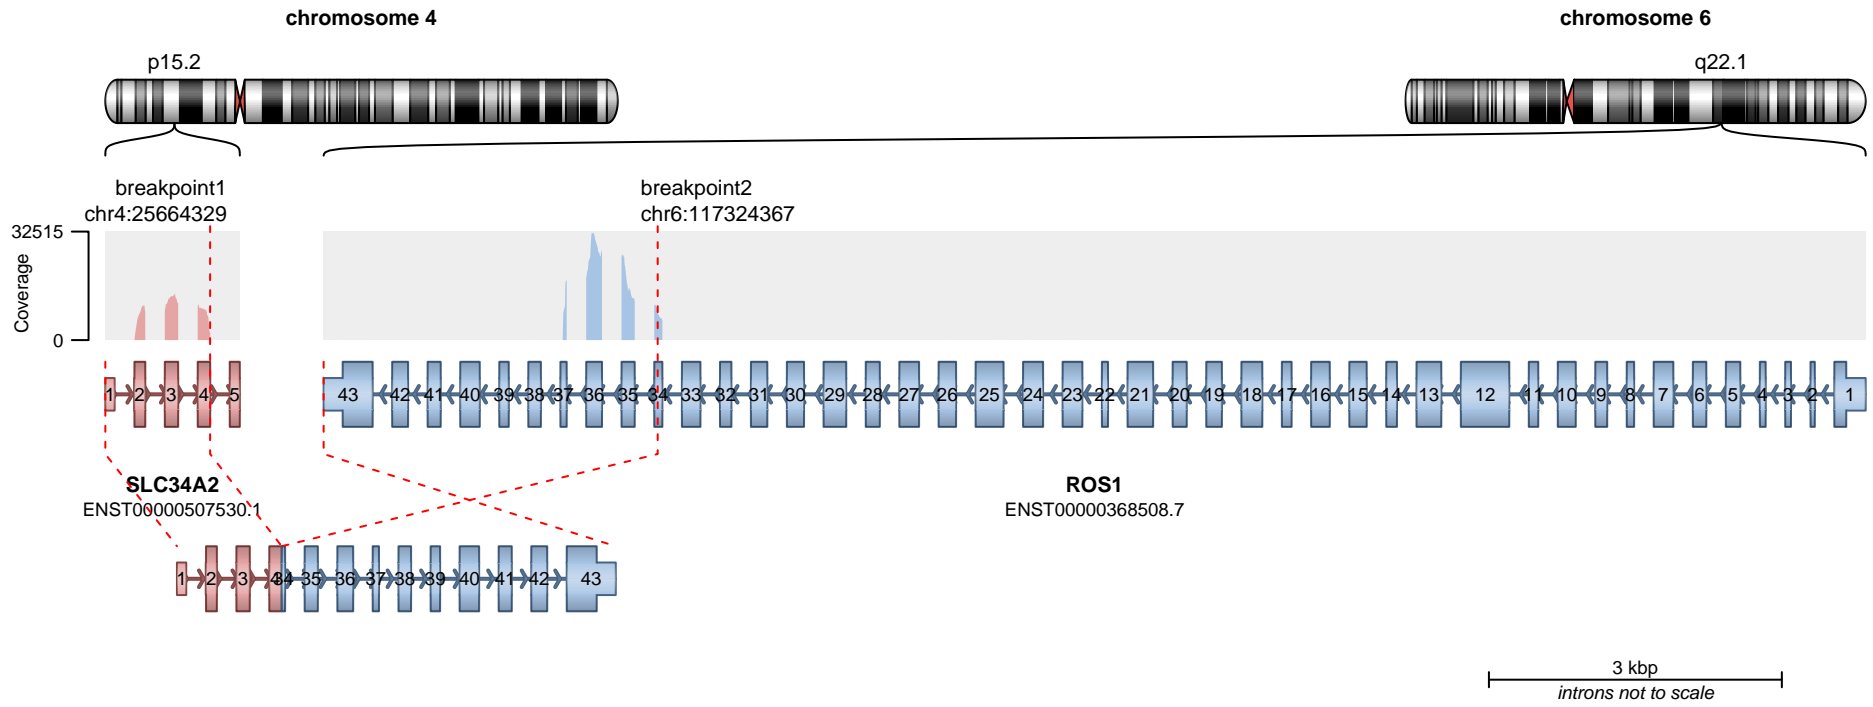 chromosome 4
chromosome 6
p15.2
q22.1
breakpoint1
chr4:25664329
breakpoint2
chr6:117324367
32515
Coverage
0
1 2 3 4 5
43 42 41 40 39 38 37 36 35 34 33 32 31 30 29 28 27 26 25 24 23 22 21 20 19 18 17 16 15 14 13 12 11 10 9 8 7 6 5 4 3 2 1
SLC34A2
ENST00000507530.1
ROS1
ENST00000368508.7
1 2 3 4 34 35 36 37 38 39 40 41 42 43
3 kbp
introns not to scale